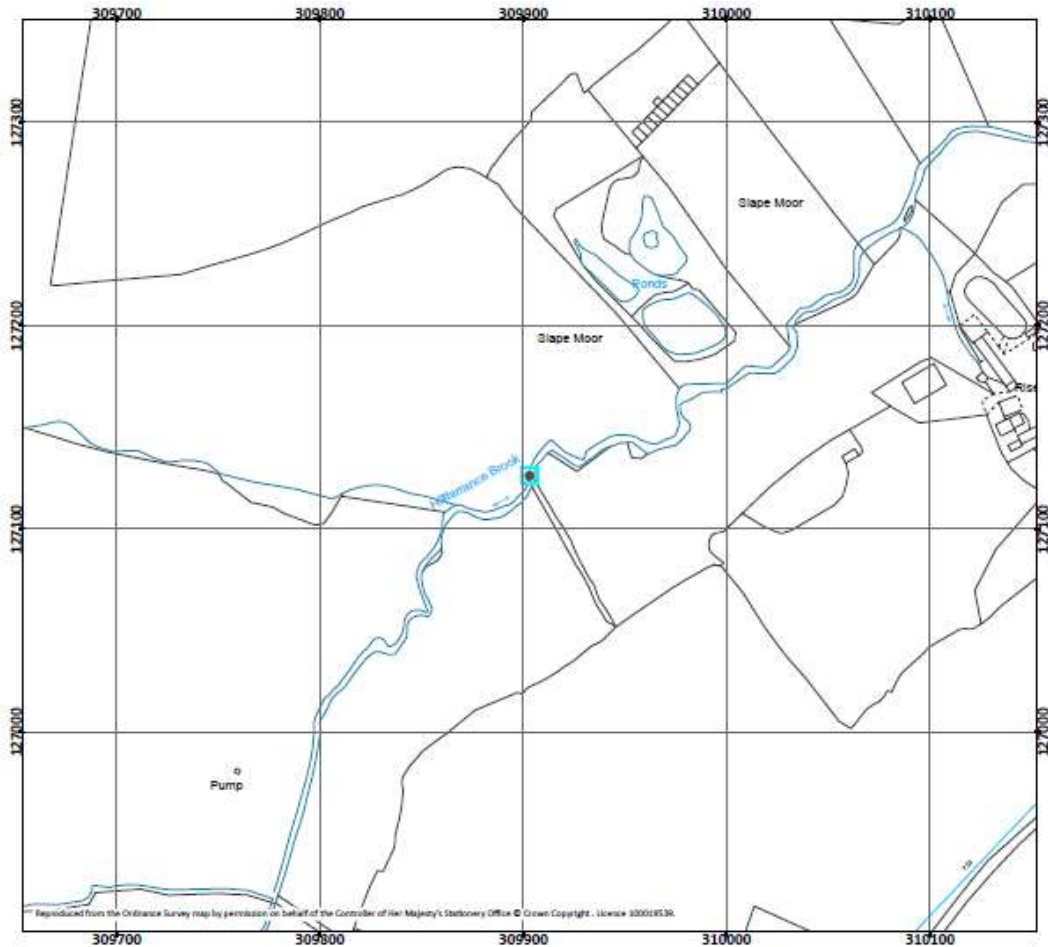 309700 309800 309900 310000 310100
127300 127300
Slape Moor
Ponds
127200 127200
Slape Moor
Rise
Brook
127100 127100
127000 127000
Pump
Reproduced from the Ordnance Survey map by permission on behalf of the Controller of Her Majesty's Stationery Office © Crown Copyright . Licence 100019539.
309700 309800 309900 310000 310100